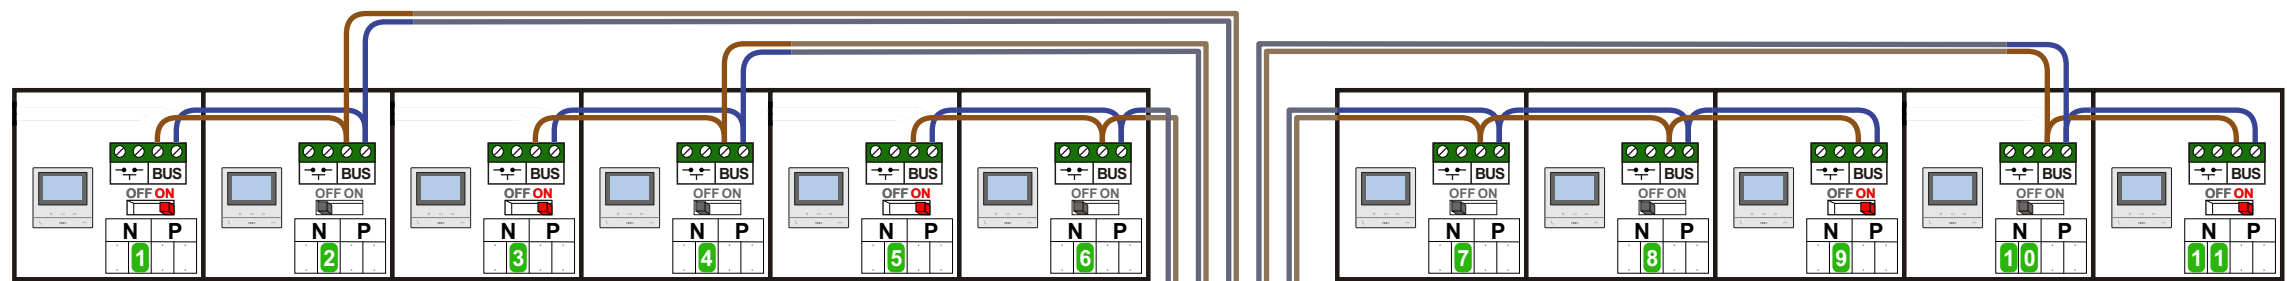 BUS BUS BUS BUS BUS BUS BUS BUS BUS BUS BUS
OFF ON OFF ON OFF ON OFF ON OFF ON OFF ON OFF ON OFF ON OFF ON OFF ON OFF ON
N P N P N P N P N P N P N P N P N P N P N P
1 2 3 4 5 6 7 8 9 10 11